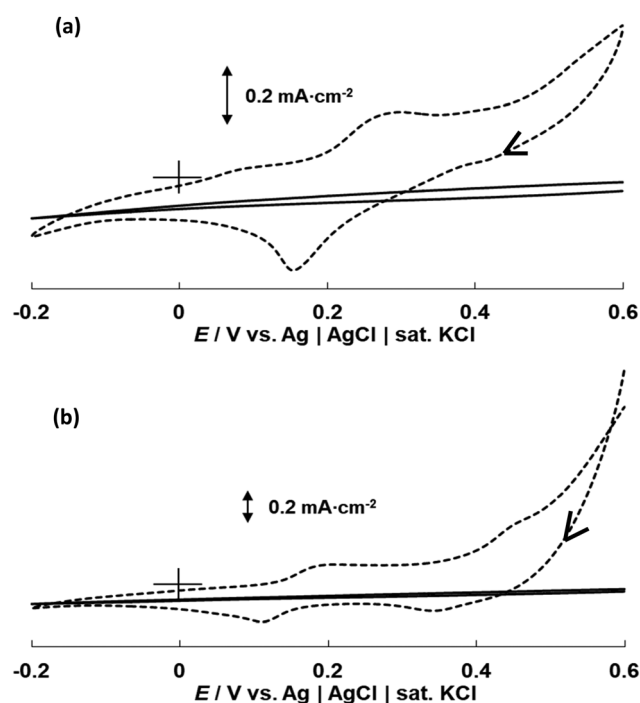 (a)
0.2 mA·cm-2
-0.2 0 0.2 0.4 0.6
E / V vs. Ag | AgCl | sat. KCl
(b)
0.2 mA·cm-2
-0.2 0 0.2 0.4 0.6
E / V vs. Ag | AgCl | sat. KCl